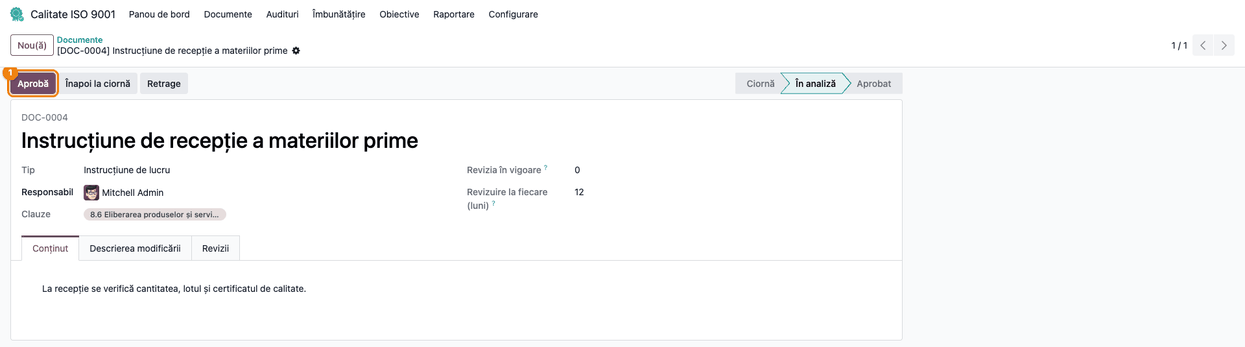 Calitate ISO 9001 Panou de bord Documente Audituri Îmbunătățire Obiective Raportare Configurare
Nou(ă) Documente
[DOC-0004] Instrucțiune de recepție a materiilor prime
1 / 1
1
Aprobă Înapoi la ciornă Retrage Ciornă În analiză Aprobat
DOC-0004
Instrucțiune de recepție a materiilor prime
Tip Instrucțiune de lucru Revizia în vigoare ? 0
Responsabil Mitchell Admin Revizuire la fiecare 12
(luni) ?
Clauze 8.6 Eliberarea produselor și servi...
Conținut Descrierea modificării Revizii
La recepție se verifică cantitatea, lotul și certificatul de calitate.